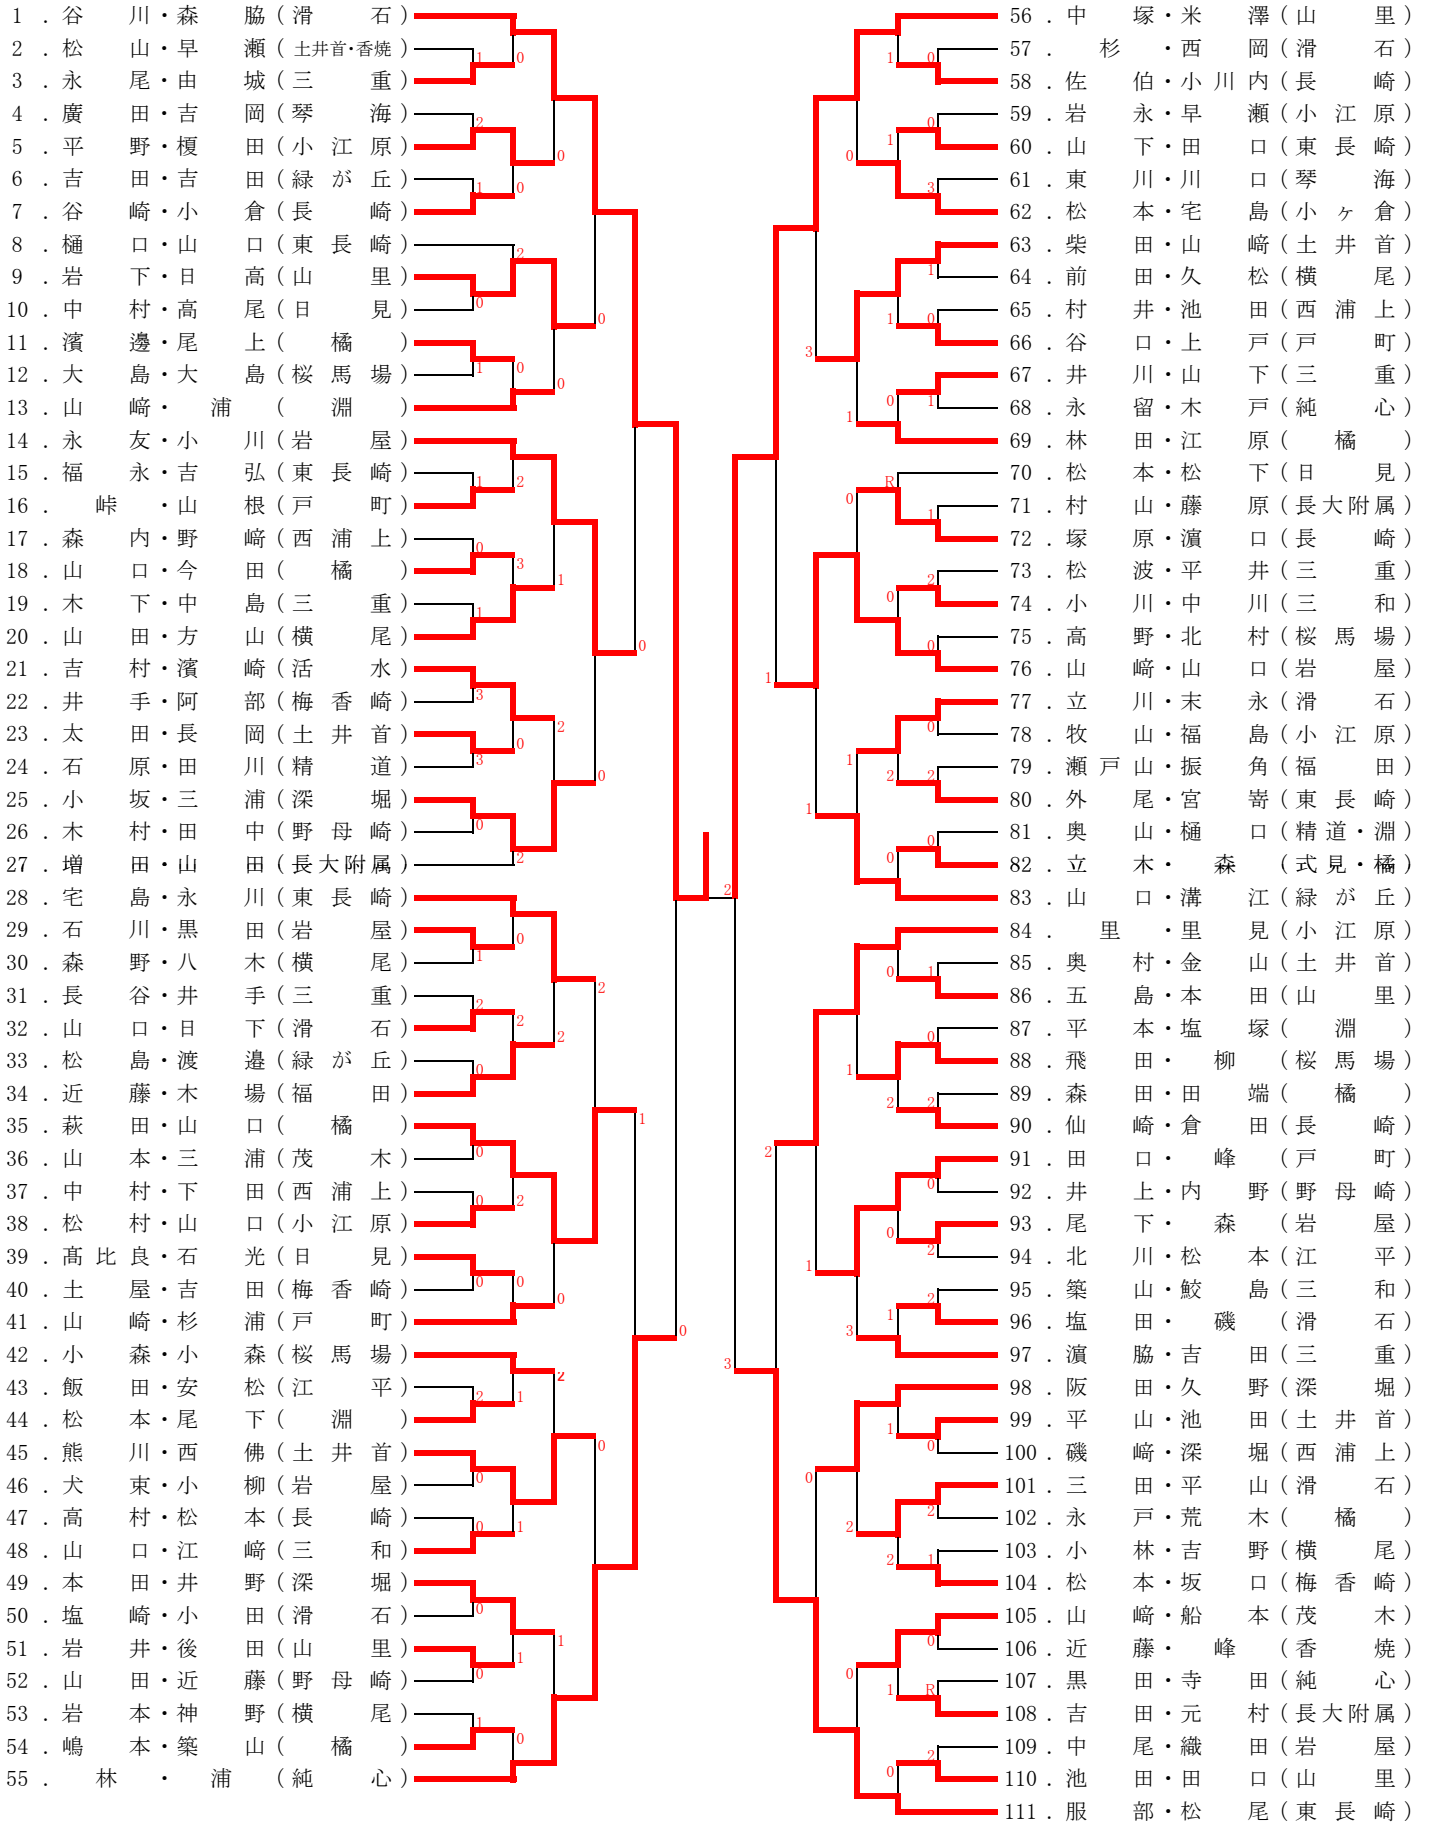 1 . 谷 川・森 脇 ( 滑 石 )
2 . 松 山・早 瀬 ( 土井首・香焼 )
3 . 永 尾・由 城 ( 三 重 )
4 . 廣 田・吉 岡 ( 琴 海 )
5 . 平 野・榎 田 ( 小 江 原 )
6 . 吉 田・吉 田 ( 緑 が 丘 )
7 . 谷 崎・小 倉 ( 長 崎 )
8 . 樋 口・山 口 ( 東 長 崎 )
9 . 岩 下・日 高 ( 山 里 )
10 . 中 村・高 尾 ( 日 見 )
11 . 濱 邊・尾 上 ( 橘 )
12 . 大 島・大 島 ( 桜 馬 場 )
13 . 山 﨑・ 浦 ( 淵 )
14 . 永 友・小 川 ( 岩 屋 )
15 . 福 永・吉 弘 ( 東 長 崎 )
16 . 峠 ・山 根 ( 戸 町 )
17 . 森 内・野 﨑 ( 西 浦 上 )
18 . 山 口・今 田 ( 橘 )
19 . 木 下・中 島 ( 三 重 )
20 . 山 田・方 山 ( 横 尾 )
21 . 吉 村・濱 崎 ( 活 水 )
22 . 井 手・阿 部 ( 梅 香 崎 )
23 . 太 田・長 岡 ( 土 井 首 )
24 . 石 原・田 川 ( 精 道 )
25 . 小 坂・三 浦 ( 深 堀 )
26 . 木 村・田 中 ( 野 母 崎 )
27 . 増 田・山 田 ( 長大附属 )
28 . 宅 島・永 川 ( 東 長 崎 )
29 . 石 川・黒 田 ( 岩 屋 )
30 . 森 野・八 木 ( 横 尾 )
31 . 長 谷・井 手 ( 三 重 )
32 . 山 口・日 下 ( 滑 石 )
33 . 松 島・渡 邉 ( 緑 が 丘 )
34 . 近 藤・木 場 ( 福 田 )
35 . 萩 田・山 口 ( 橘 )
36 . 山 本・三 浦 ( 茂 木 )
37 . 中 村・下 田 ( 西 浦 上 )
38 . 松 村・山 口 ( 小 江 原 )
39 . 髙 比 良・石 光 ( 日 見 )
40 . 土 屋・吉 田 ( 梅 香 崎 )
41 . 山 崎・杉 浦 ( 戸 町 )
42 . 小 森・小 森 ( 桜 馬 場 )
43 . 飯 田・安 松 ( 江 平 )
44 . 松 本・尾 下 ( 淵 )
45 . 熊 川・西 佛 ( 土 井 首 )
46 . 犬 束・小 柳 ( 岩 屋 )
47 . 高 村・松 本 ( 長 崎 )
48 . 山 口・江 﨑 ( 三 和 )
49 . 本 田・井 野 ( 深 堀 )
50 . 塩 崎・小 田 ( 滑 石 )
51 . 岩 井・後 田 ( 山 里 )
52 . 山 田・近 藤 ( 野 母 崎 )
53 . 岩 本・神 野 ( 横 尾 )
54 . 嶋 本・築 山 ( 橘 )
55 . 林 ・ 浦 ( 純 心 )
56 . 中 塚・米 澤 ( 山 里 )
57 . 杉 ・西 岡 ( 滑 石 )
58 . 佐 伯・小 川 内 ( 長 崎 )
59 . 岩 永・早 瀬 ( 小 江 原 )
60 . 山 下・田 口 ( 東 長 崎 )
61 . 東 川・川 口 ( 琴 海 )
62 . 松 本・宅 島 ( 小 ヶ 倉 )
63 . 柴 田・山 﨑 ( 土 井 首 )
64 . 前 田・久 松 ( 横 尾 )
65 . 村 井・池 田 ( 西 浦 上 )
66 . 谷 口・上 戸 ( 戸 町 )
67 . 井 川・山 下 ( 三 重 )
68 . 永 留・木 戸 ( 純 心 )
69 . 林 田・江 原 ( 橘 )
70 . 松 本・松 下 ( 日 見 )
71 . 村 山・藤 原 ( 長大附属 )
72 . 塚 原・濵 口 ( 長 崎 )
73 . 松 波・平 井 ( 三 重 )
74 . 小 川・中 川 ( 三 和 )
75 . 高 野・北 村 ( 桜 馬 場 )
76 . 山 﨑・山 口 ( 岩 屋 )
77 . 立 川・末 永 ( 滑 石 )
78 . 牧 山・福 島 ( 小 江 原 )
79 . 瀬 戸 山・振 角 ( 福 田 )
80 . 外 尾・宮 嵜 ( 東 長 崎 )
81 . 奥 山・樋 口 ( 精道・淵 )
82 . 立 木・ 森 ( 式見・橘 )
83 . 山 口・溝 江 ( 緑 が 丘 )
84 . 里 ・里 見 ( 小 江 原 )
85 . 奥 村・金 山 ( 土 井 首 )
86 . 五 島・本 田 ( 山 里 )
87 . 平 本・塩 塚 ( 淵 )
88 . 飛 田・ 柳 ( 桜 馬 場 )
89 . 森 田・田 端 ( 橘 )
90 . 仙 崎・倉 田 ( 長 崎 )
91 . 田 口・ 峰 ( 戸 町 )
92 . 井 上・内 野 ( 野 母 崎 )
93 . 尾 下・ 森 ( 岩 屋 )
94 . 北 川・松 本 ( 江 平 )
95 . 築 山・鮫 島 ( 三 和 )
96 . 塩 田・ 磯 ( 滑 石 )
97 . 濵 脇・吉 田 ( 三 重 )
98 . 阪 田・久 野 ( 深 堀 )
99 . 平 山・池 田 ( 土 井 首 )
100 . 磯 﨑・深 堀 ( 西 浦 上 )
101 . 三 田・平 山 ( 滑 石 )
102 . 永 戸・荒 木 ( 橘 )
103 . 小 林・吉 野 ( 横 尾 )
104 . 松 本・坂 口 ( 梅 香 崎 )
105 . 山 﨑・船 本 ( 茂 木 )
106 . 近 藤・ 峰 ( 香 焼 )
107 . 黒 田・寺 田 ( 純 心 )
108 . 吉 田・元 村 ( 長大附属 )
109 . 中 尾・織 田 ( 岩 屋 )
110 . 池 田・田 口 ( 山 里 )
111 . 服 部・松 尾 ( 東 長 崎 )